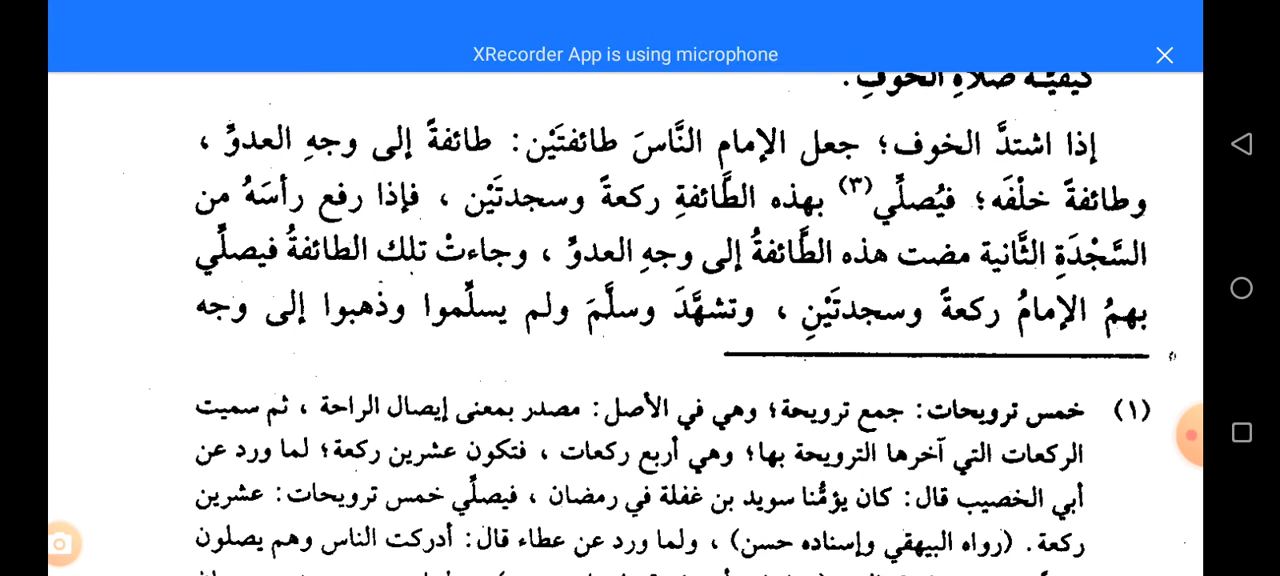 XRecorder App is using microphone
كيفيّة صلاةِ الخوفِ.
إذا اشتدَّ الخوف؛ جعل الإمام النَّاسَ طائفتَيْن: طائفةً إلى وجهِ العدوِّ ،
وطائفةً خلْفَه؛ فيُصلِّي(٣) بهذه الطَّائفةِ ركعةً وسجدتَيْن ، فإذا رفع رأسَهُ من
السَّجْدَةِ الثَّانية مضت هذه الطَّائفةُ إلى وجهِ العدوِّ ، وجاءتْ تلك الطائفةُ فيصلِّي
بهمُ الإمامُ ركعةً وسجدتَيْنِ ، وتشهَّدَ وسلَّمَ ولم يسلِّموا وذهبوا إلى وجه
(١) خمس ترويحات: جمع ترويحة؛ وهي في الأصل: مصدر بمعنى إيصال الراحة ، ثم سميت
الركعات التي آخرها الترويحة بها؛ وهي أربع ركعات ، فتكون عشرين ركعة؛ لما ورد عن
أبي الخصيب قال: كان يؤمُّنا سويد بن غفلة في رمضان ، فيصلِّي خمس ترويحات: عشرين
ركعة. (رواه البيهقي وإسناده حسن) ، ولما ورد عن عطاء قال: أدركت الناس وهم يصلون